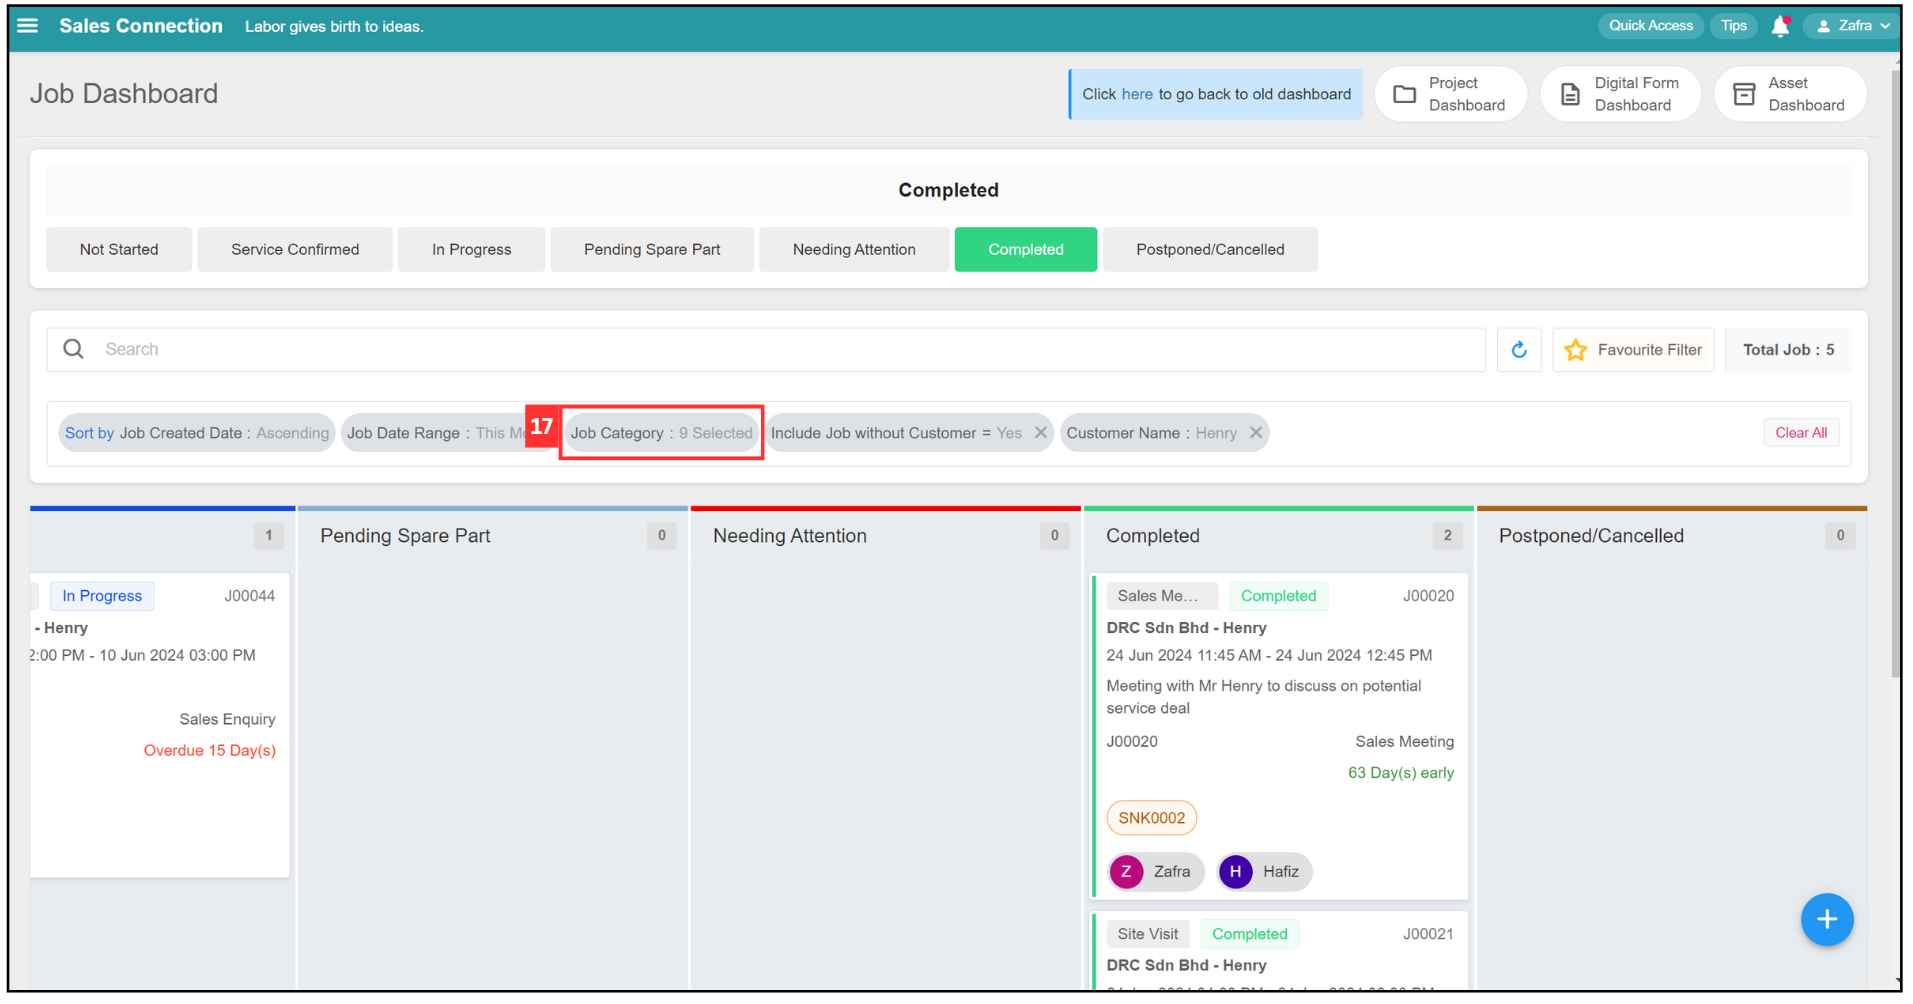 Sales Connection Labor gives birth to ideas. Quick Access Tips Zafra
Job Dashboard
Click here to go back to old dashboard
Project
Dashboard
Digital Form
Dashboard
Asset
Dashboard
Completed
Not Started Service Confirmed In Progress Pending Spare Part Needing Attention Completed Postponed/Cancelled
Search
Favourite Filter
Total Job : 5
Sort by Job Created Date : Ascending Job Date Range : This 17 Job Category : 9 Selected Include Job without Customer = Yes Customer Name : Henry Clear All
1 Pending Spare Part 0 Needing Attention 0 Completed 2 Postponed/Cancelled 0
In Progress J00044
- Henry
2:00 PM - 10 Jun 2024 03:00 PM
Sales Enquiry
Overdue 15 Day(s)
Sales Me... Completed J00020
DRC Sdn Bhd - Henry
24 Jun 2024 11:45 AM - 24 Jun 2024 12:45 PM
Meeting with Mr Henry to discuss on potential
service deal
J00020 Sales Meeting
63 Day(s) early
SNK0002
Z Zafra H Hafiz
Site Visit Completed J00021
DRC Sdn Bhd - Henry